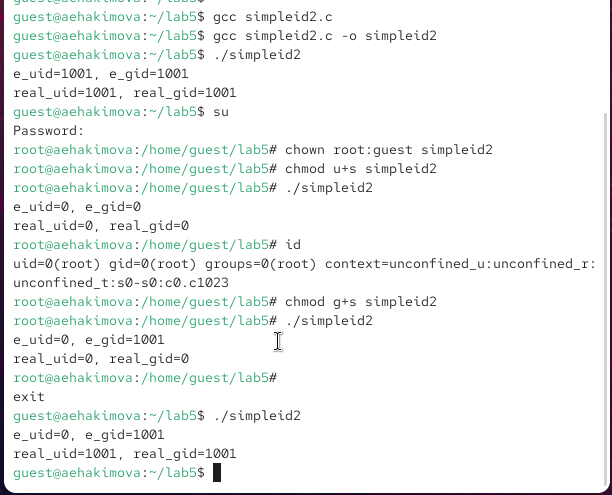 guest@aehakimova:~/lab5$ gcc simpleid2.c
guest@aehakimova:~/lab5$ gcc simpleid2.c -o simpleid2
guest@aehakimova:~/lab5$ ./simpleid2
e_uid=1001, e_gid=1001
real_uid=1001, real_gid=1001
guest@aehakimova:~/lab5$ su
Password:
root@aehakimova:/home/guest/lab5# chown root:guest simpleid2
root@aehakimova:/home/guest/lab5# chmod u+s simpleid2
root@aehakimova:/home/guest/lab5# ./simpleid2
e_uid=0, e_gid=0
real_uid=0, real_gid=0
root@aehakimova:/home/guest/lab5# id
uid=0(root) gid=0(root) groups=0(root) context=unconfined_u:unconfined_r:
unconfined_t:s0-s0:c0.c1023
root@aehakimova:/home/guest/lab5# chmod g+s simpleid2
root@aehakimova:/home/guest/lab5# ./simpleid2
e_uid=0, e_gid=1001
real_uid=0, real_gid=0
root@aehakimova:/home/guest/lab5#
exit
guest@aehakimova:~/lab5$ ./simpleid2
e_uid=0, e_gid=1001
real_uid=1001, real_gid=1001
guest@aehakimova:~/lab5$